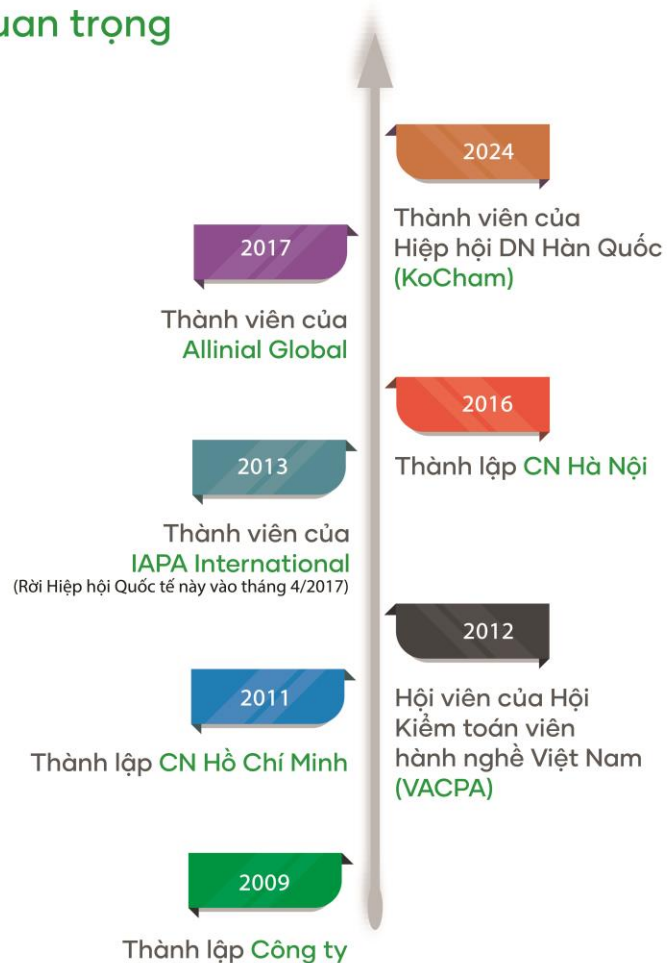 trọng
2024
Thành viên của
Hiệp hội DN Hàn Quốc
(KoCham)
2017
Thành viên của
Allinial Global
2016
Thành lập CN Hà Nội
2013
Thành viên của
IAPA International
(Rời Hiệp hội Quốc tế này vào tháng 4/2017)
2012
Hội viên của Hội
Kiểm toán viên
hành nghề Việt Nam
(VACPA)
2011
Thành lập CN Hồ Chí Minh
2009
Thành lập Công ty